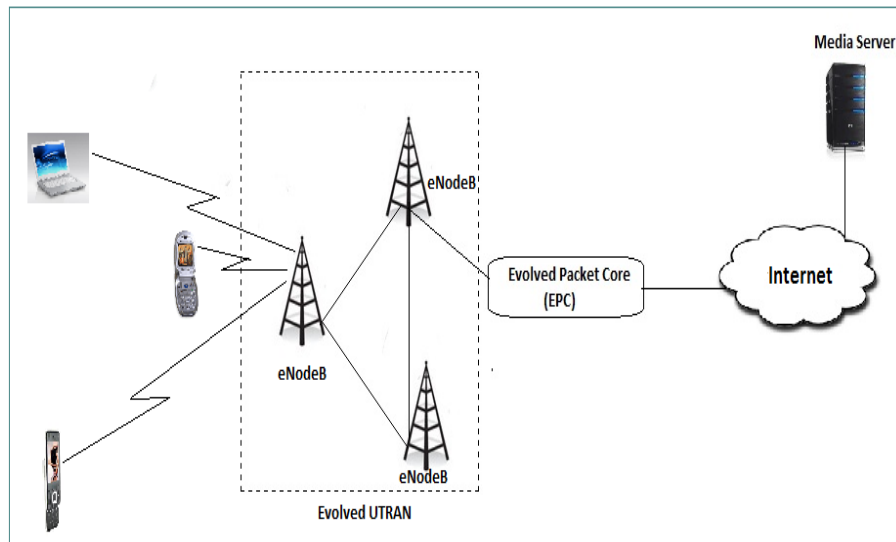 Media Server
eNodeB
Evolved Packet Core
(EPC)
Internet
eNodeB
eNodeB
Evolved UTRAN